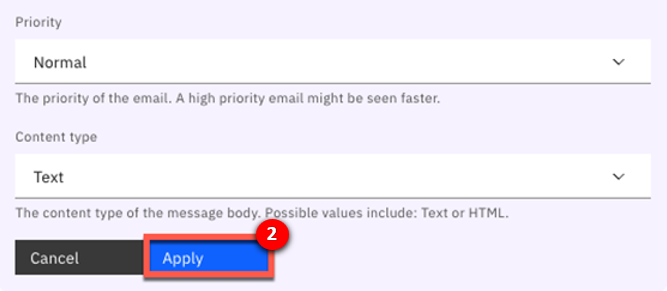 Priority
Normal
The priority of the email. A high priority email might be seen faster.
Content type
Text
The content type of the message body. Possible values include: Text or HTML.
2
Cancel Apply